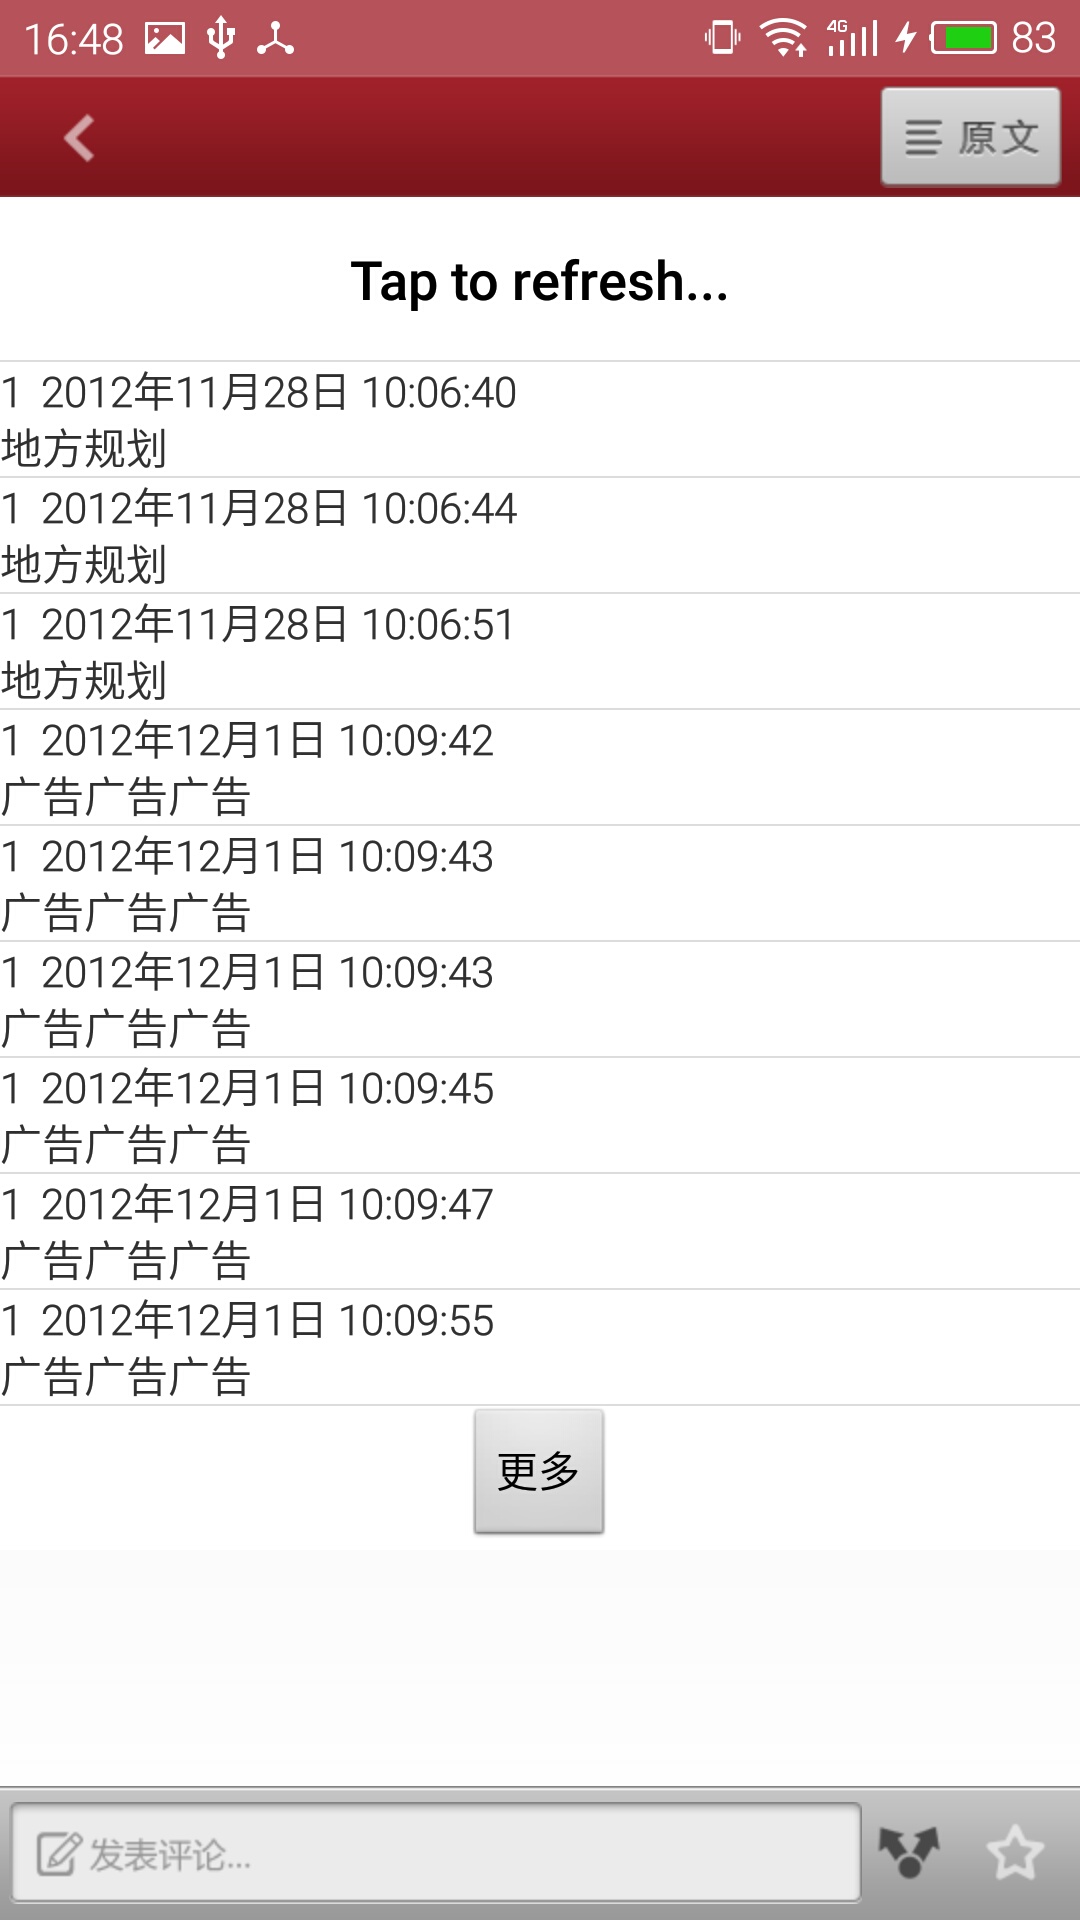 16:48
4G
83
原文
Tap to refresh...
1 2012年11月28日 10:06:40
地方规划
1 2012年11月28日 10:06:44
地方规划
1 2012年11月28日 10:06:51
地方规划
1 2012年12月1日 10:09:42
广告广告广告
1 2012年12月1日 10:09:43
广告广告广告
1 2012年12月1日 10:09:43
广告广告广告
1 2012年12月1日 10:09:45
广告广告广告
1 2012年12月1日 10:09:47
广告广告广告
1 2012年12月1日 10:09:55
广告广告广告
更多
发表评论...